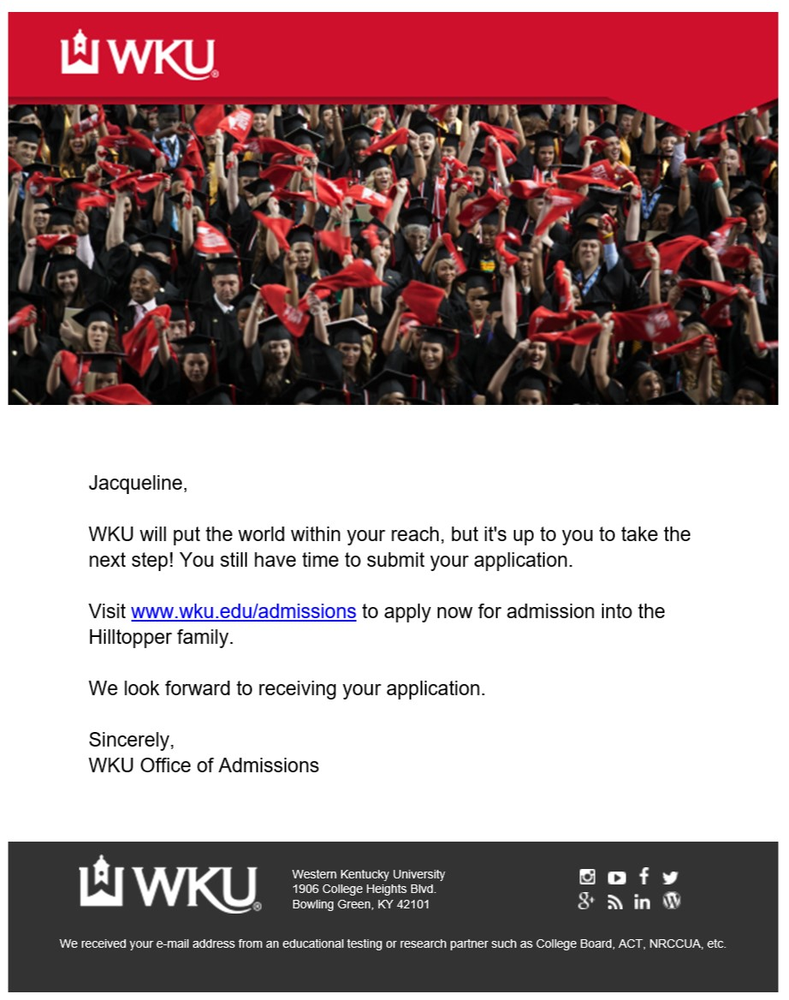 WKU®
Jacqueline,
WKU will put the world within your reach, but it's up to you to take the
next step! You still have time to submit your application.
Visit www.wku.edu/admissions to apply now for admission into the
Hilltopper family.
We look forward to receiving your application.
Sincerely,
WKU Office of Admissions
WKU®
Western Kentucky University
1906 College Heights Blvd.
Bowling Green, KY 42101
We received your e-mail address from an educational testing or research partner such as College Board, ACT, NRCCUA, etc.